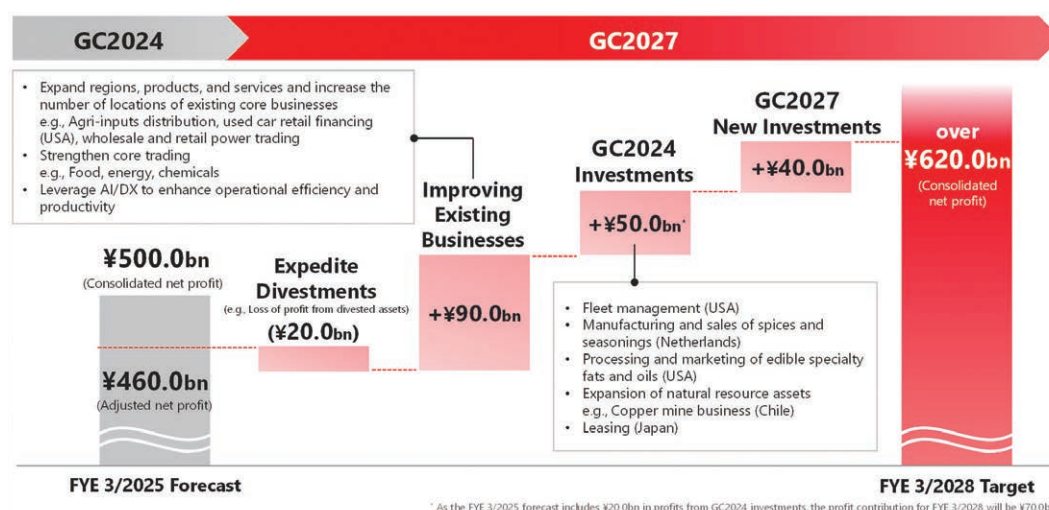 GC2024
GC2027
• Expand regions, products, and services and increase the
number of locations of existing core businesses
e.g., Agri-inputs distribution, used car retail financing
(USA), wholesale and retail power trading
• Strengthen core trading
e.g., Food, energy, chemicals
• Leverage AI/DX to enhance operational efficiency and
productivity
¥500.0bn
(Consolidated net profit)
¥460.0bn
(Adjusted net profit)
Expedite
Divestments
(e.g., Loss of profit from divested assets)
(¥20.0bn)
Improving
Existing
Businesses
+¥90.0bn
GC2024
Investments
+¥50.0bn*
• Fleet management (USA)
• Manufacturing and sales of spices and
seasonings (Netherlands)
• Processing and marketing of edible specialty
fats and oils (USA)
• Expansion of natural resource assets
e.g., Copper mine business (Chile)
• Leasing (Japan)
GC2027
New Investments
+¥40.0bn
over
¥620.0bn
(Consolidated
net profit)
FYE 3/2025 Forecast
FYE 3/2028 Target
* As the FYE 3/2025 forecast includes ¥20.0bn in profits from GC2024 investments, the profit contribution for FYE 3/2028 will be ¥70.0b